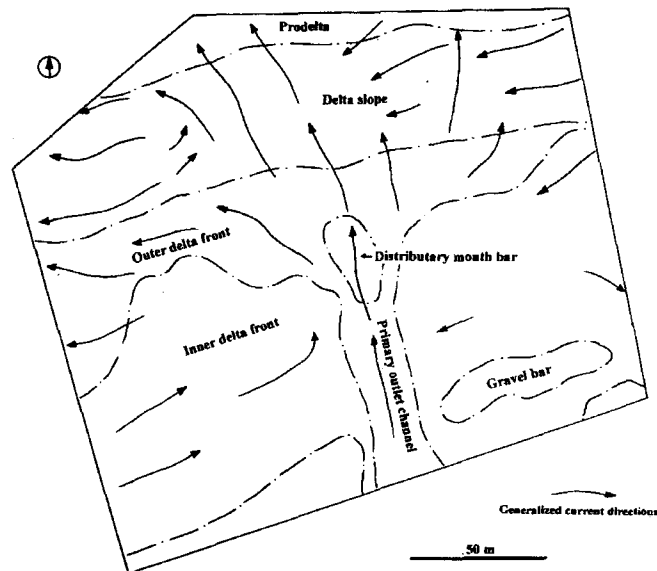 Prodelta
Delta slope
Outer delta front
Distributary mouth bar
Inner delta front
Primary outlet channel
Gravel bar
Generalized current directions
50 m